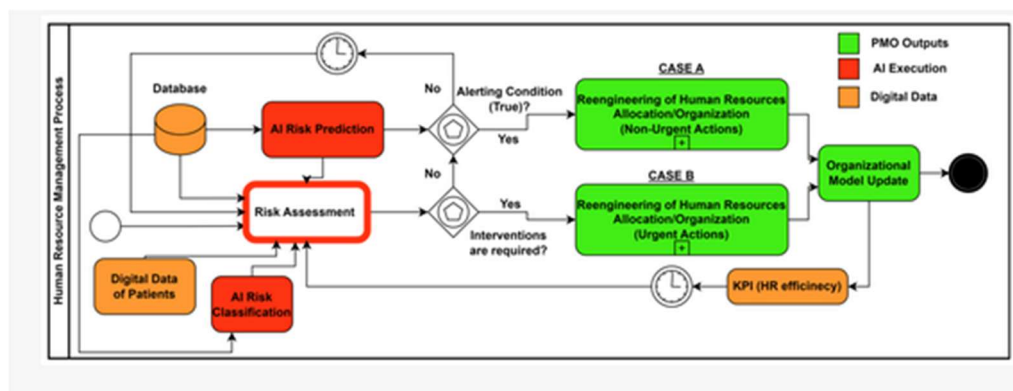 Human Resource Management Process
Database
AI Risk Prediction
Risk Assessment
Digital Data
of Patients
AI Risk
Classification
No
Alerting Condition
(True)?
Yes
No
Yes
Interventions
are required?
CASE A
Reengineering of Human Resources
Allocation/Organization
(Non-Urgent Actions)
CASE B
Reengineering of Human Resources
Allocation/Organization
(Urgent Actions)
Organizational
Model Update
KPI (HR efficinecy)
PMO Outputs
AI Execution
Digital Data